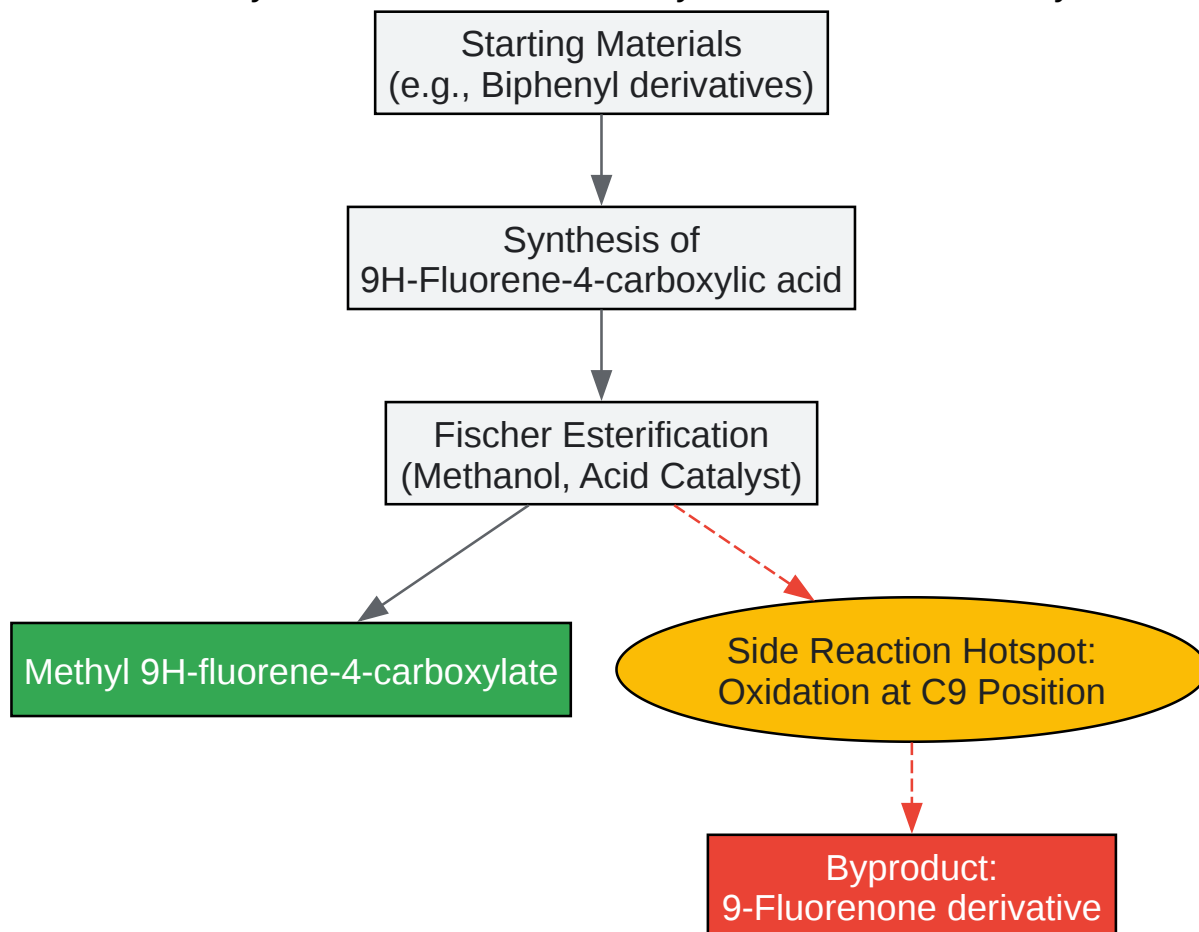 Starting Materials
(e.g., Biphenyl derivatives)
Synthesis of
9H-Fluorene-4-carboxylic acid
Fischer Esterification
(Methanol, Acid Catalyst)
Methyl 9H-fluorene-4-carboxylate
Side Reaction Hotspot:
Oxidation at C9 Position
Byproduct:
9-Fluorenone derivative